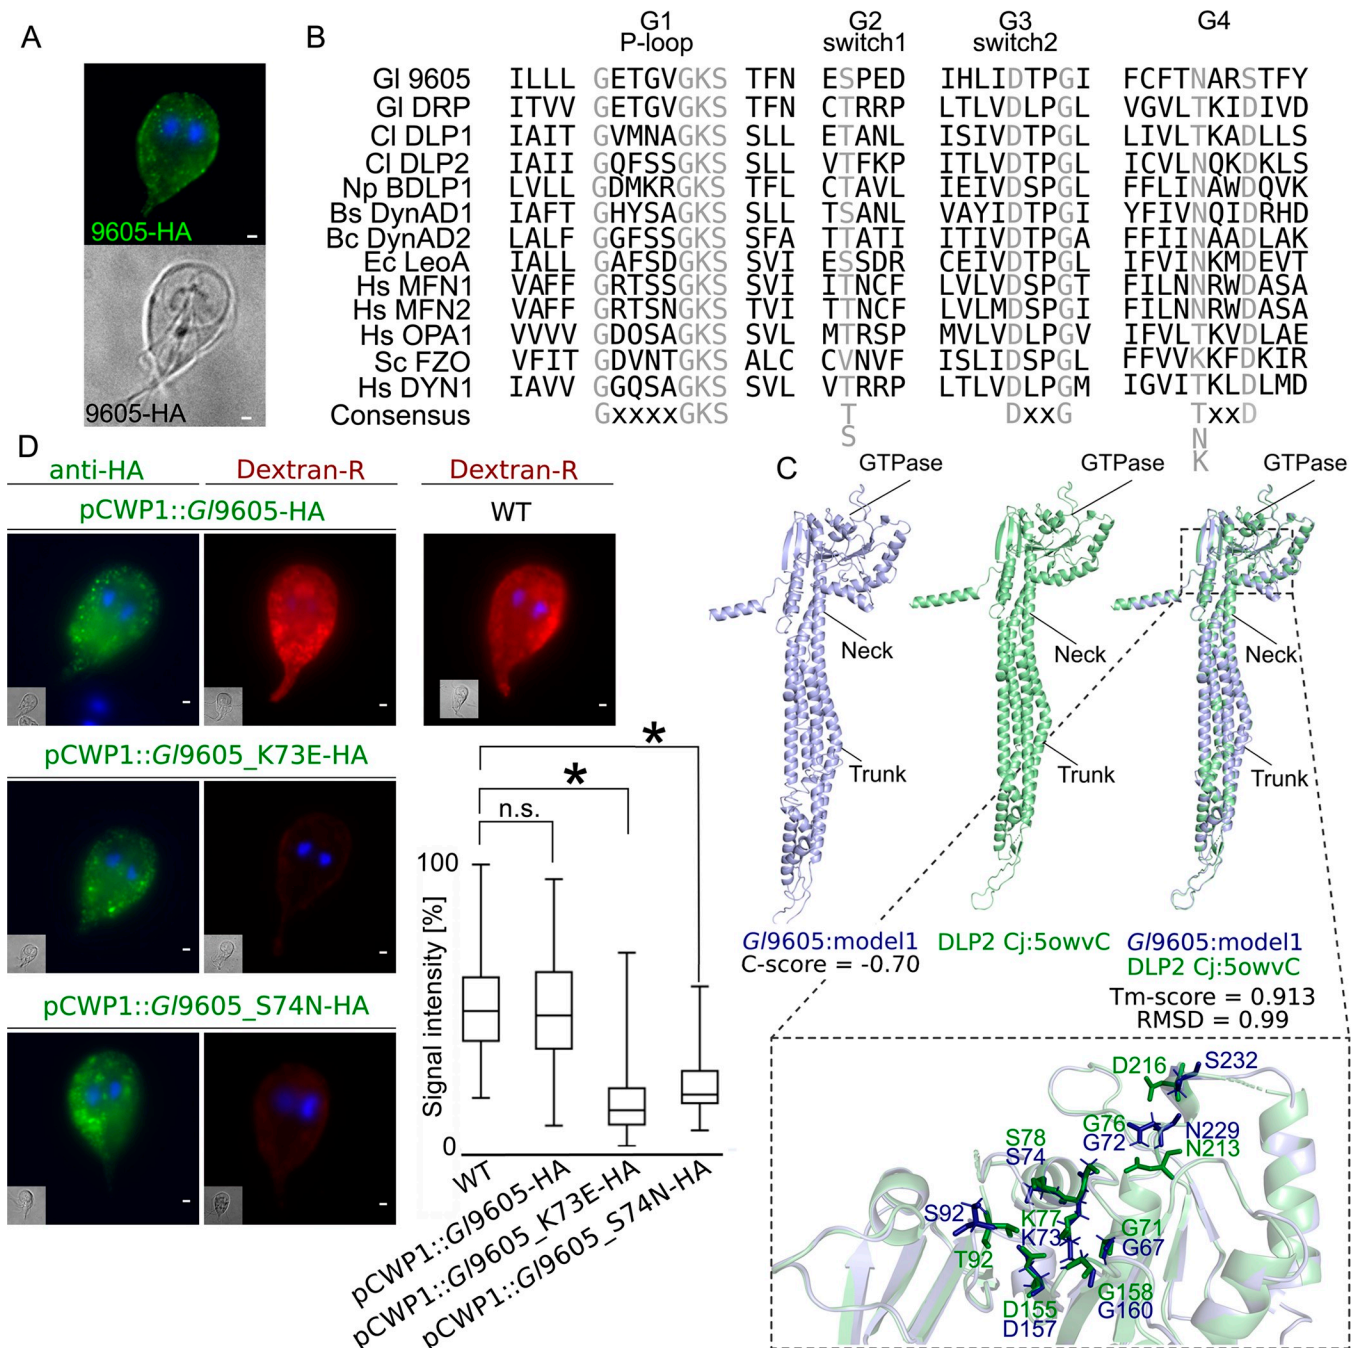 A
9605-HA
9605-HA
B
G1 P-loop
G2 switch1
G3 switch2
G4
Gl 9605 ILLL GETGVGKS TFN ESPED IHLIDTPGI FCFTNARSTFY
Gl DRP ITVV GETGVGKS TFN CTRRP LTLVDLPGL VGVLTKIDIVD
Cl DLP1 IAIT GVMNAGKS SLL ETANL ISIVDTPGL LIVLTKADLLS
Cl DLP2 IAII GQFSSGKS SLL VTFKP ITLVDTPGL ICVLNQKDKLS
Np BDLP1 LVLL GDMKRGKS TFL CTAVL IEIVDSPGL FFLINAWDQVK
Bs DynAD1 IAFT GHYSAGKS SLL TSANL VAYIDTPGI YFIVNQIDRHD
Bc DynAD2 LALF GGFSSGKS SFA TTATI ITIVDTPGA FFIINAADLAK
Ec LeoA IALL GAFSDGKS SVI ESSDR CEIVDTPGL IFVINKMDEVT
Hs MFN1 VAFF GRTSSGKS SVI ITNCF LVLVDSPGT FILNNRWDASA
Hs MFN2 VAFF GRTSNGKS TVI TTNCF LVLMDSPGI FILNNRWDASA
Hs OPA1 VVVV GDQSAGKS SVL MTRSP MVLVDLPGV IFVLTKVDLAE
Sc FZO VFIT GDVNTGKS ALC CVNVF ISLIDSPGL FFVVKKFDKIR
Hs DYN1 IAVV GGQSAGKS SVL VTRRP LTLVDLPGM IGVITKLDLMD
Consensus GxxxxGKS T DxxG TxxD
S N
K
C
GTPase GTPase GTPase
Neck Neck Neck
Trunk Trunk Trunk
Gl9605:model1
C-score = -0.70
DLP2 Cj:5owvC
Gl9605:model1
DLP2 Cj:5owvC
Tm-score = 0.913
RMSD = 0.99
D216 S232
G76
G72
N229
N213
S78
S74
S92
T92
K77
K73
G71
G67
D155
D157
G158
G160
D
anti-HA Dextran-R Dextran-R
pCWP1::Gl9605-HA WT
pCWP1::Gl9605_K73E-HA
pCWP1::Gl9605_S74N-HA
*
*
n.s.
100
Signal intensity [%]
0
WT
pCWP1::Gl9605-HA
pCWP1::Gl9605_K73E-HA
pCWP1::Gl9605_S74N-HA